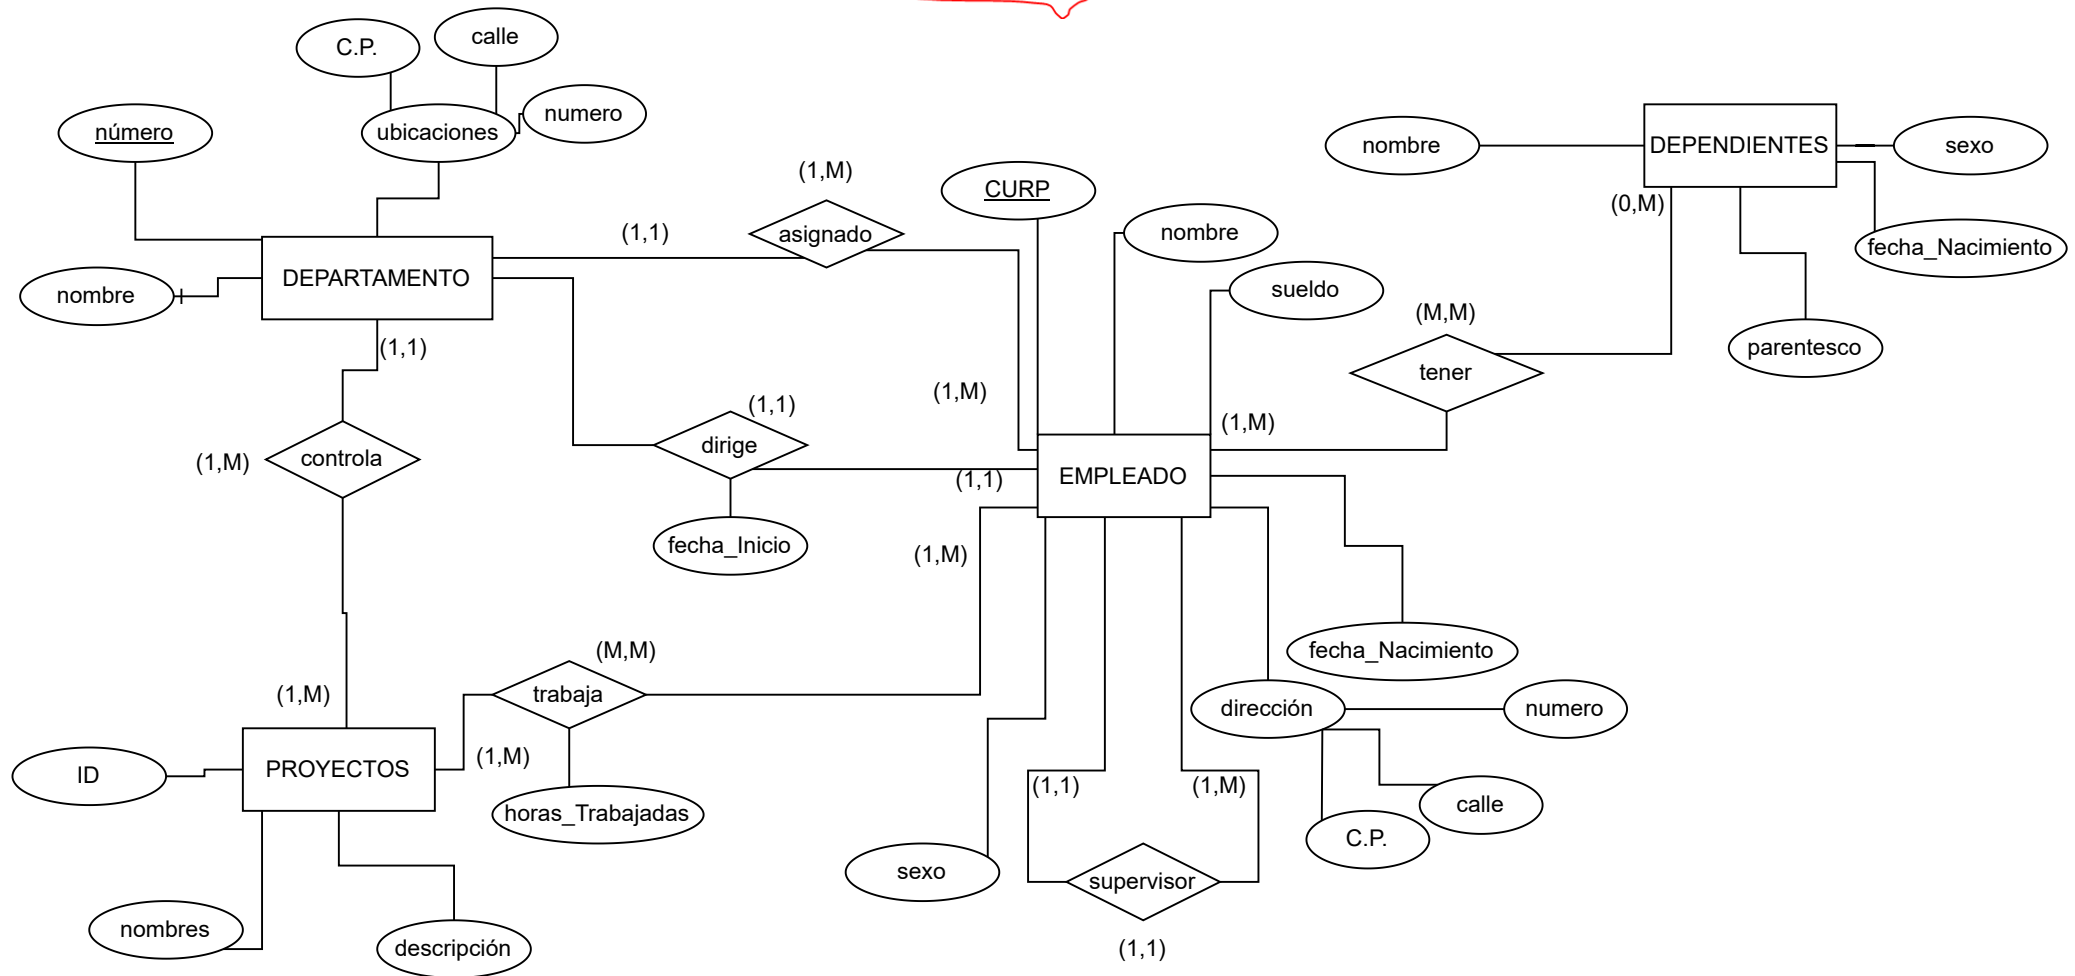 calle
C.P.
numero
ubicaciones
número
nombre
DEPENDIENTES
sexo
(1,M)
CURP
(0,M)
nombre
(1,1)
asignado
fecha_Nacimiento
DEPARTAMENTO
nombre
sueldo
(M,M)
(1,1)
parentesco
tener
(1,M)
(1,1)
(1,M)
dirige
controla
(1,M)
(1,1)
EMPLEADO
fecha_Inicio
(1,M)
(M,M)
fecha_Nacimiento
(1,M)
trabaja
dirección
numero
(1,M)
ID
PROYECTOS
(1,1)
(1,M)
horas_Trabajadas
calle
C.P.
sexo
supervisor
nombres
descripción
(1,1)